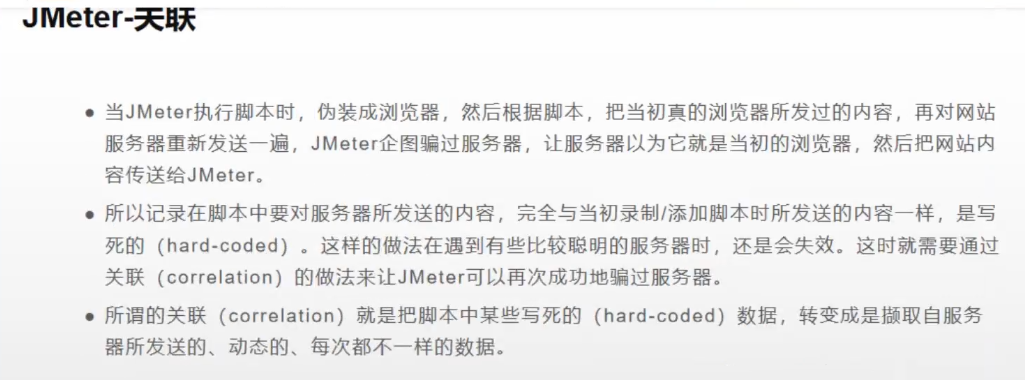 JMeter-关联
● 当JMeter执行脚本时，伪装成浏览器，然后根据脚本，把当初真的浏览器所发过的内容，再对网站
服务器重新发送一遍，JMeter企图骗过服务器，让服务器以为它就是当初的浏览器，然后把网站内
容传送给JMeter。
● 所以记录在脚本中要对服务器所发送的内容，完全与当初录制/添加脚本时所发送的内容一样，是写
死的（hard-coded）。这样的做法在遇到有些比较聪明的服务器时，还是会失效。这时就需要通过
关联（correlation）的做法来让JMeter可以再次成功地骗过服务器。
● 所谓的关联（correlation）就是把脚本中某些写死的（hard-coded）数据，转变成是撷取自服务
器所发送的、动态的、每次都不一样的数据。